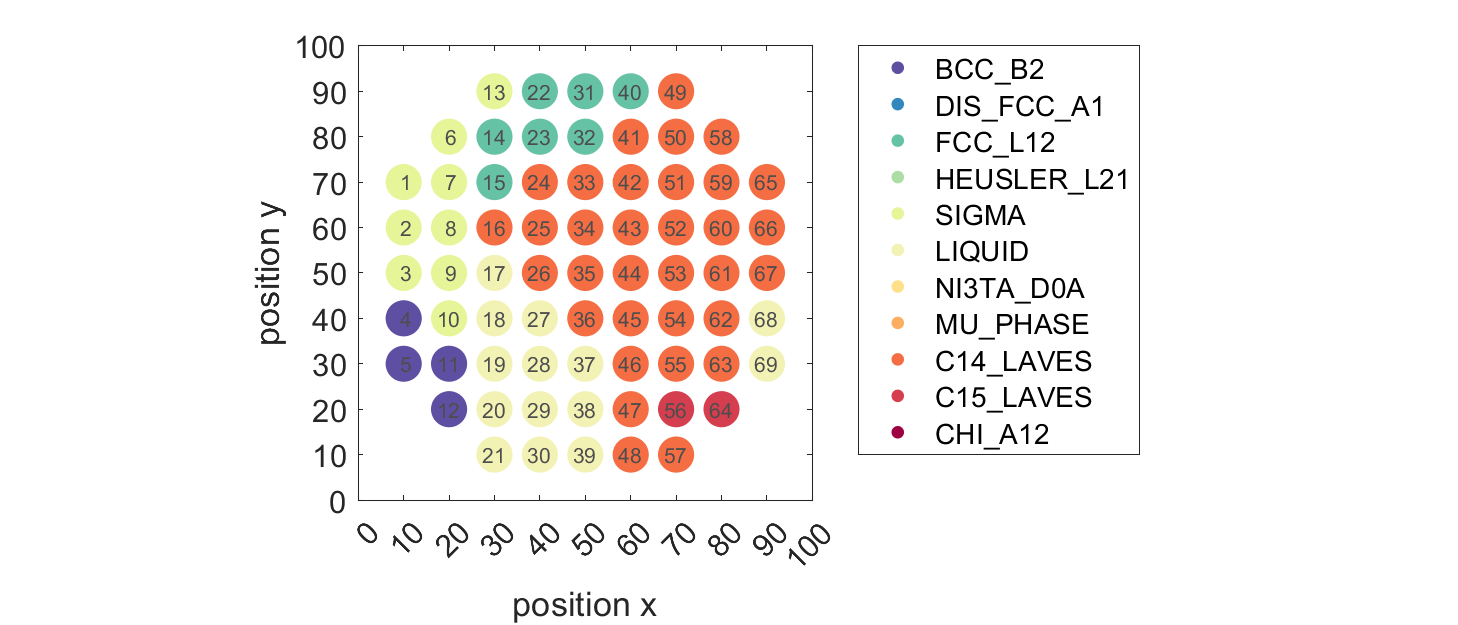 100
90
80
70
60
50
40
30
20
10
0
position y
13 22 31 40 49
6 14 23 32 41 50 58
1 7 15 24 33 42 51 59 65
2 8 16 25 34 43 52 60 66
3 9 17 26 35 44 53 61 67
4 10 18 27 36 45 54 62 68
5 11 19 28 37 46 55 63 69
12 20 29 38 47 56 64
21 30 39 48 57
0 10 20 30 40 50 60 70 80 90 100
position x
BCC_B2
DIS_FCC_A1
FCC_L12
HEUSLER_L21
SIGMA
LIQUID
NI3TA_D0A
MU_PHASE
C14_LAVES
C15_LAVES
CHI_A12